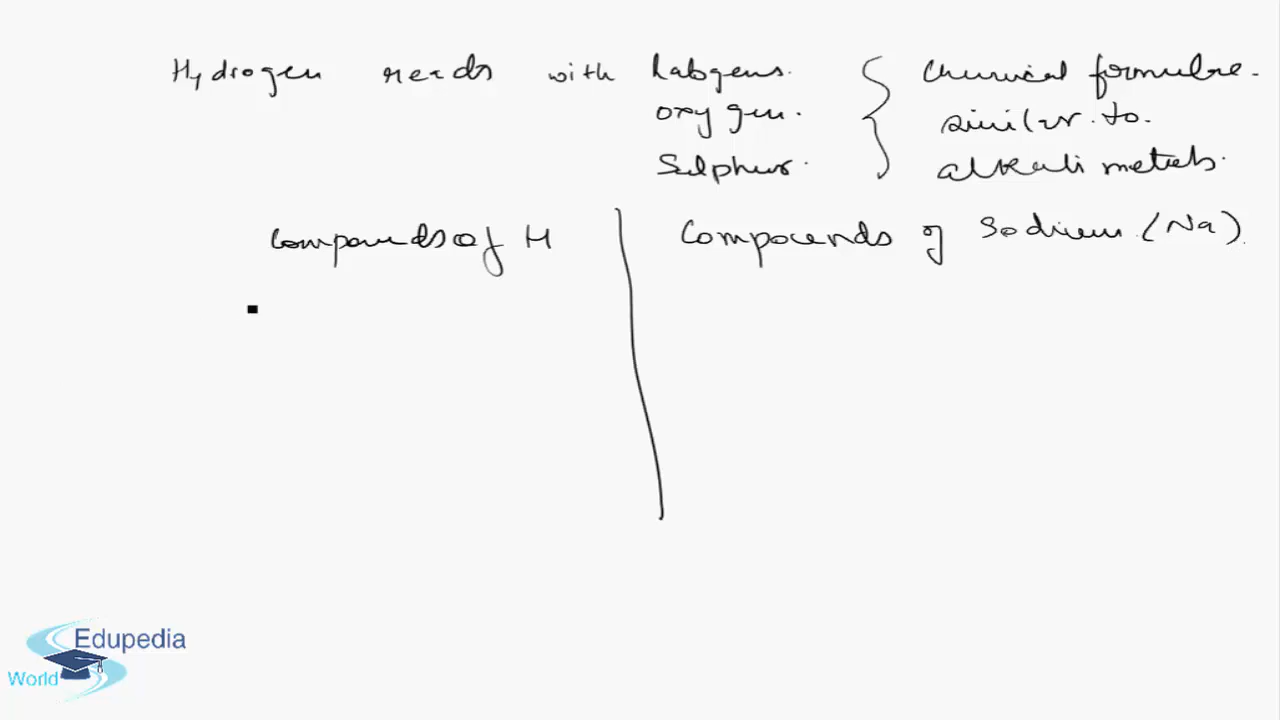 Hydrogen reacts with halogens.
oxygen.
Sulphur.
Chemical formulae.
similar to.
alkali metals.
Compounds of H
Compounds of Sodium (Na).
Edupedia
World